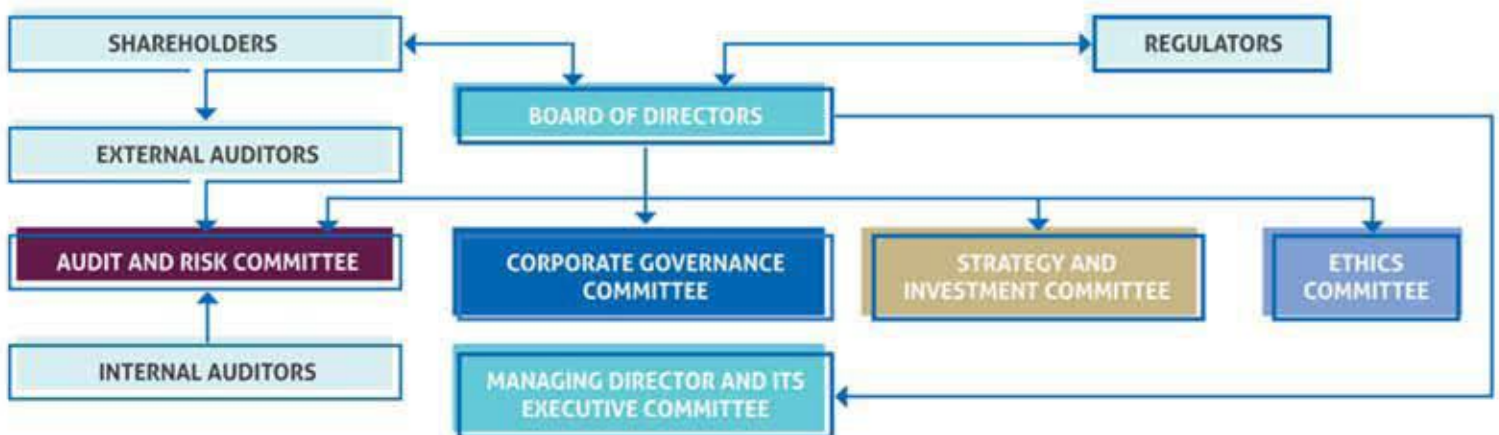 SHAREHOLDERS
REGULATORS
BOARD OF DIRECTORS
EXTERNAL AUDITORS
AUDIT AND RISK COMMITTEE
CORPORATE GOVERNANCE
COMMITTEE
STRATEGY AND
INVESTMENT COMMITTEE
ETHICS
COMMITTEE
INTERNAL AUDITORS
MANAGING DIRECTOR AND ITS
EXECUTIVE COMMITTEE